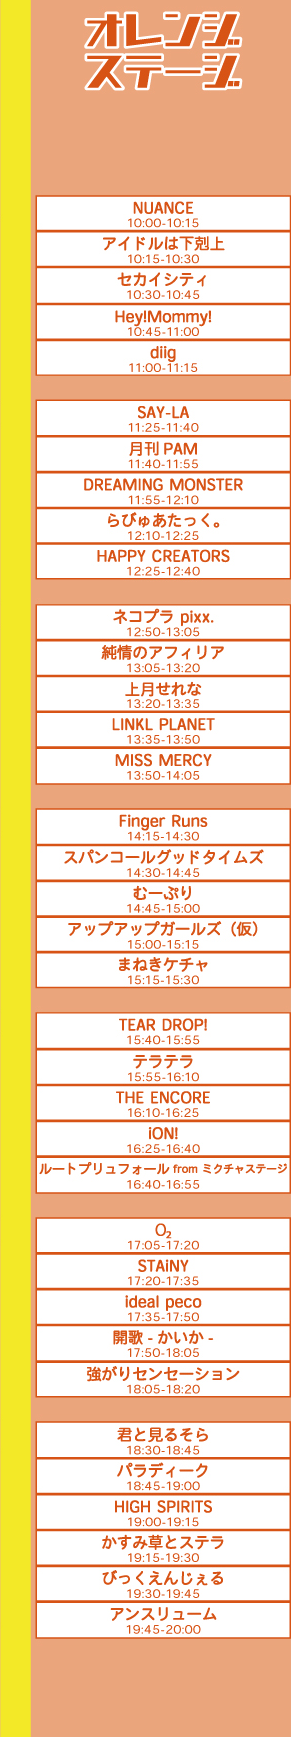 オレンジ
ステージ
NUANCE
10:00-10:15
アイドルは下剋上
10:15-10:30
セカイシティ
10:30-10:45
Hey!Mommy!
10:45-11:00
diig
11:00-11:15
SAY-LA
11:25-11:40
月刊PAM
11:40-11:55
DREAMING MONSTER
11:55-12:10
らびゅあたっく。
12:10-12:25
HAPPY CREATORS
12:25-12:40
ネコプラ pixx.
12:50-13:05
純情のアフィリア
13:05-13:20
上月せれな
13:20-13:35
LINKL PLANET
13:35-13:50
MISS MERCY
13:50-14:05
Finger Runs
14:15-14:30
スパンコールグッドタイムズ
14:30-14:45
むーぷり
14:45-15:00
アップアップガールズ（仮）
15:00-15:15
まねきケチャ
15:15-15:30
TEAR DROP!
15:40-15:55
テラテラ
15:55-16:10
THE ENCORE
16:10-16:25
iON!
16:25-16:40
ルートプリュフォール from ミクチャステージ
16:40-16:55
O₂
17:05-17:20
STAiNY
17:20-17:35
ideal peco
17:35-17:50
開歌 - かいか -
17:50-18:05
強がりセンセーション
18:05-18:20
君と見るそら
18:30-18:45
パラディーク
18:45-19:00
HIGH SPIRITS
19:00-19:15
かすみ草とステラ
19:15-19:30
びっくえんじぇる
19:30-19:45
アンスリューム
19:45-20:00